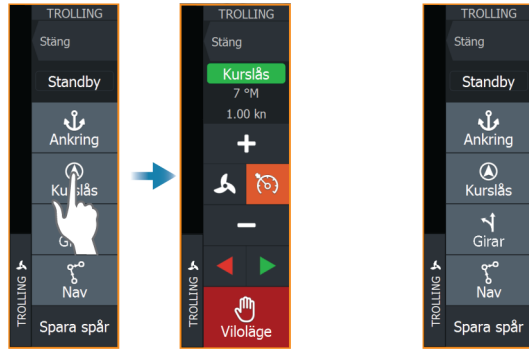 TROLLING
Stäng
Standby
Ankring
Kurslås
Nav
Spara spår
TROLLING
TROLLING
Stäng
Kurslås
7 °M
1.00 kn
Viloläge
TROLLING
TROLLING
Stäng
Standby
Ankring
Kurslås
Girar
Nav
Spara spår
TROLLING